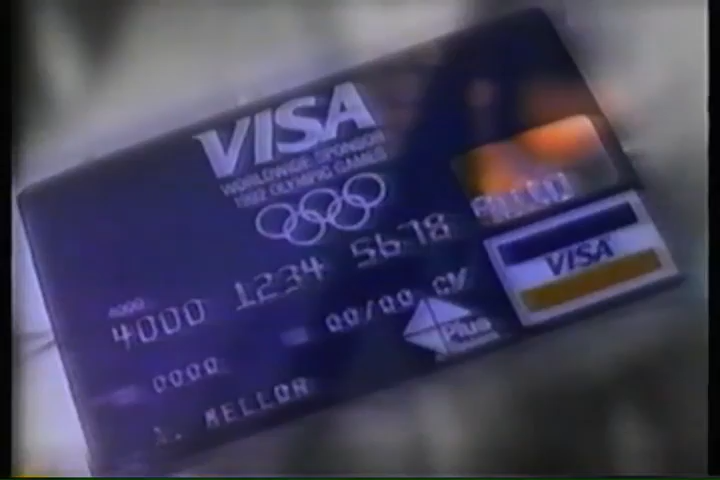 VISA
WORLDWIDE SPONSOR
1992 OLYMPIC GAMES
4000 1234 5678
4000
00/00 CV
VISA
Plus
0000
MELLOR